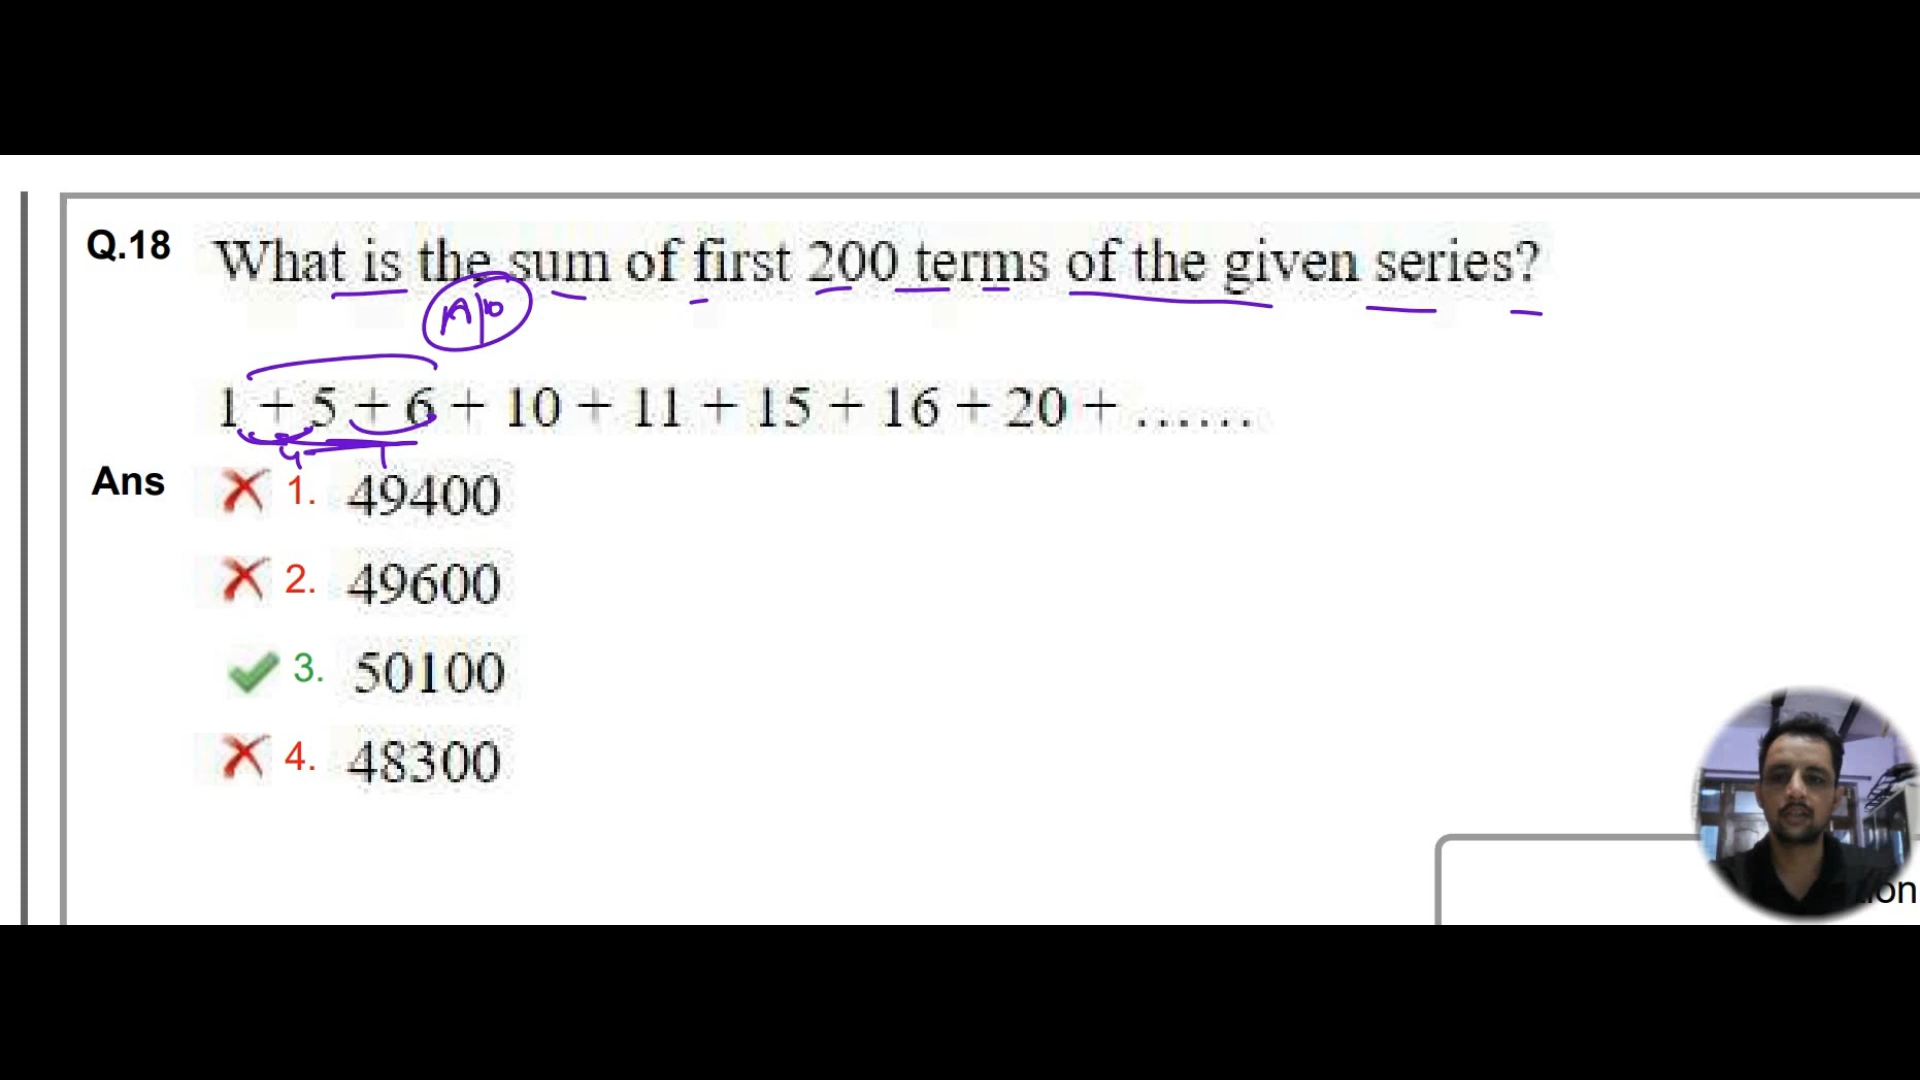 Q.18 What is the sum of first 200 terms of the given series?
1 + 5 + 6 + 10 + 11 + 15 + 16 + 20 + ......
Ans 1. 49400
2. 49600
3. 50100
4. 48300